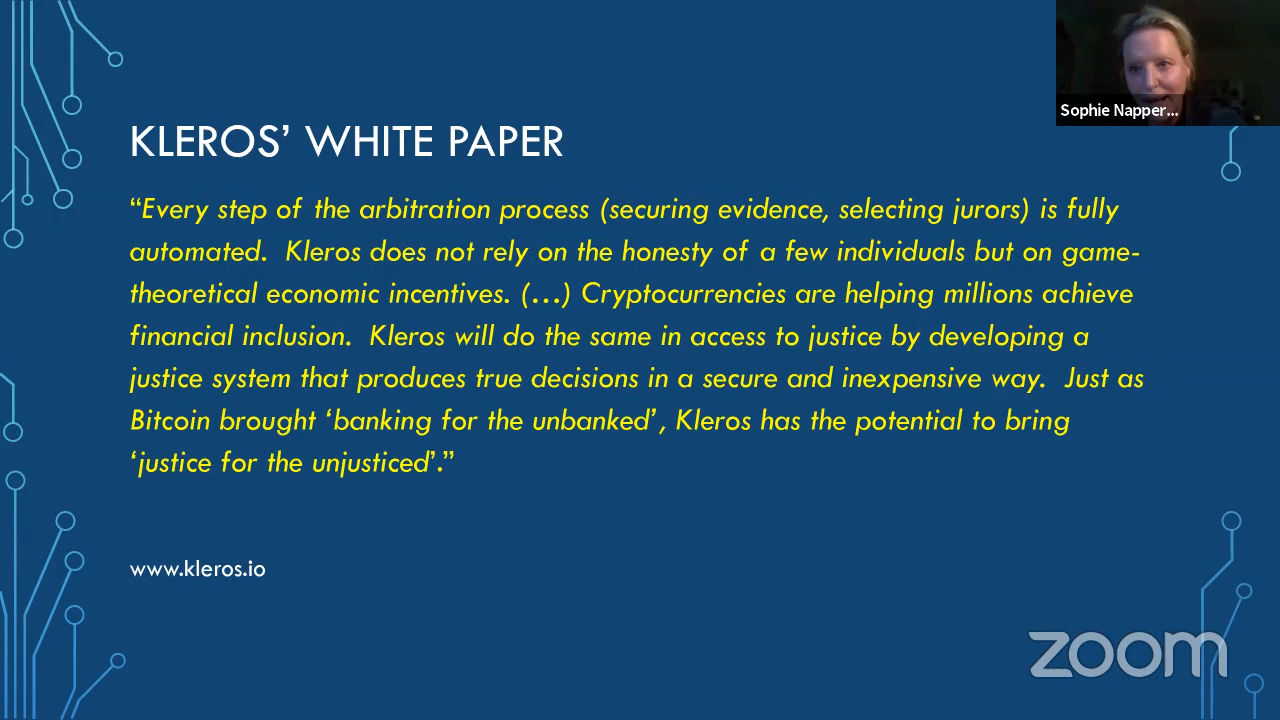 Sophie Napper...
KLEROS’ WHITE PAPER
“Every step of the arbitration process (securing evidence, selecting jurors) is fully
automated.  Kleros does not rely on the honesty of a few individuals but on game-
theoretical economic incentives. (…) Cryptocurrencies are helping millions achieve
financial inclusion.  Kleros will do the same in access to justice by developing a
justice system that produces true decisions in a secure and inexpensive way.  Just as
Bitcoin brought ‘banking for the unbanked’, Kleros has the potential to bring
‘justice for the unjusticed’.”
www.kleros.io
zoom